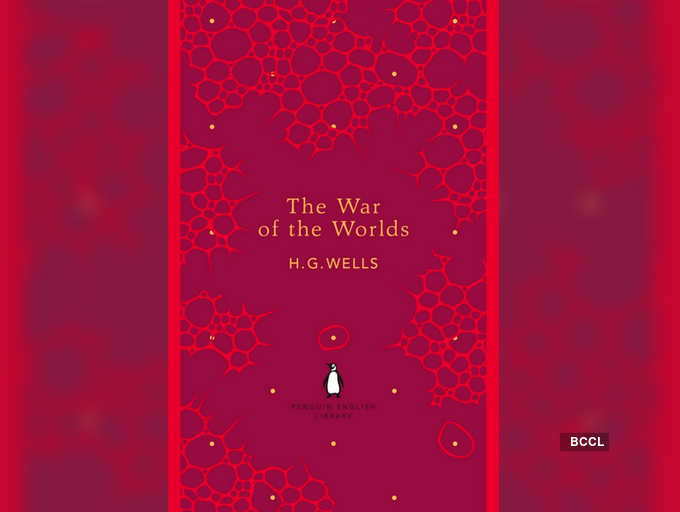 The War
of the Worlds
H.G.WELLS
PENGUIN ENGLISH
LIBRARY
BCCL